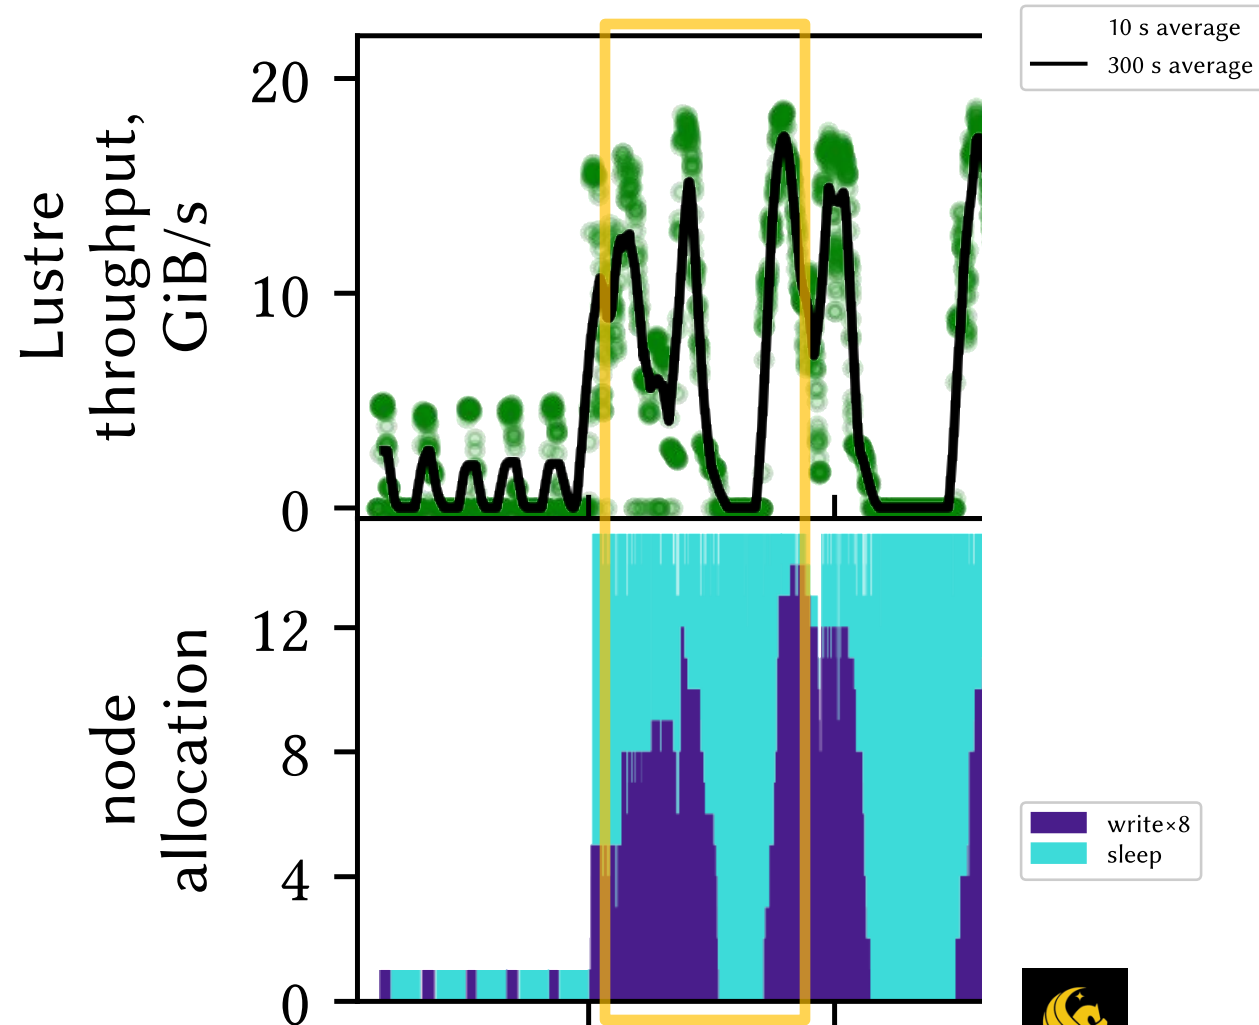 10 s average
300 s average
Lustre
throughput,
GiB/s
20
10
0
node
allocation
12
8
4
0
write×8
sleep